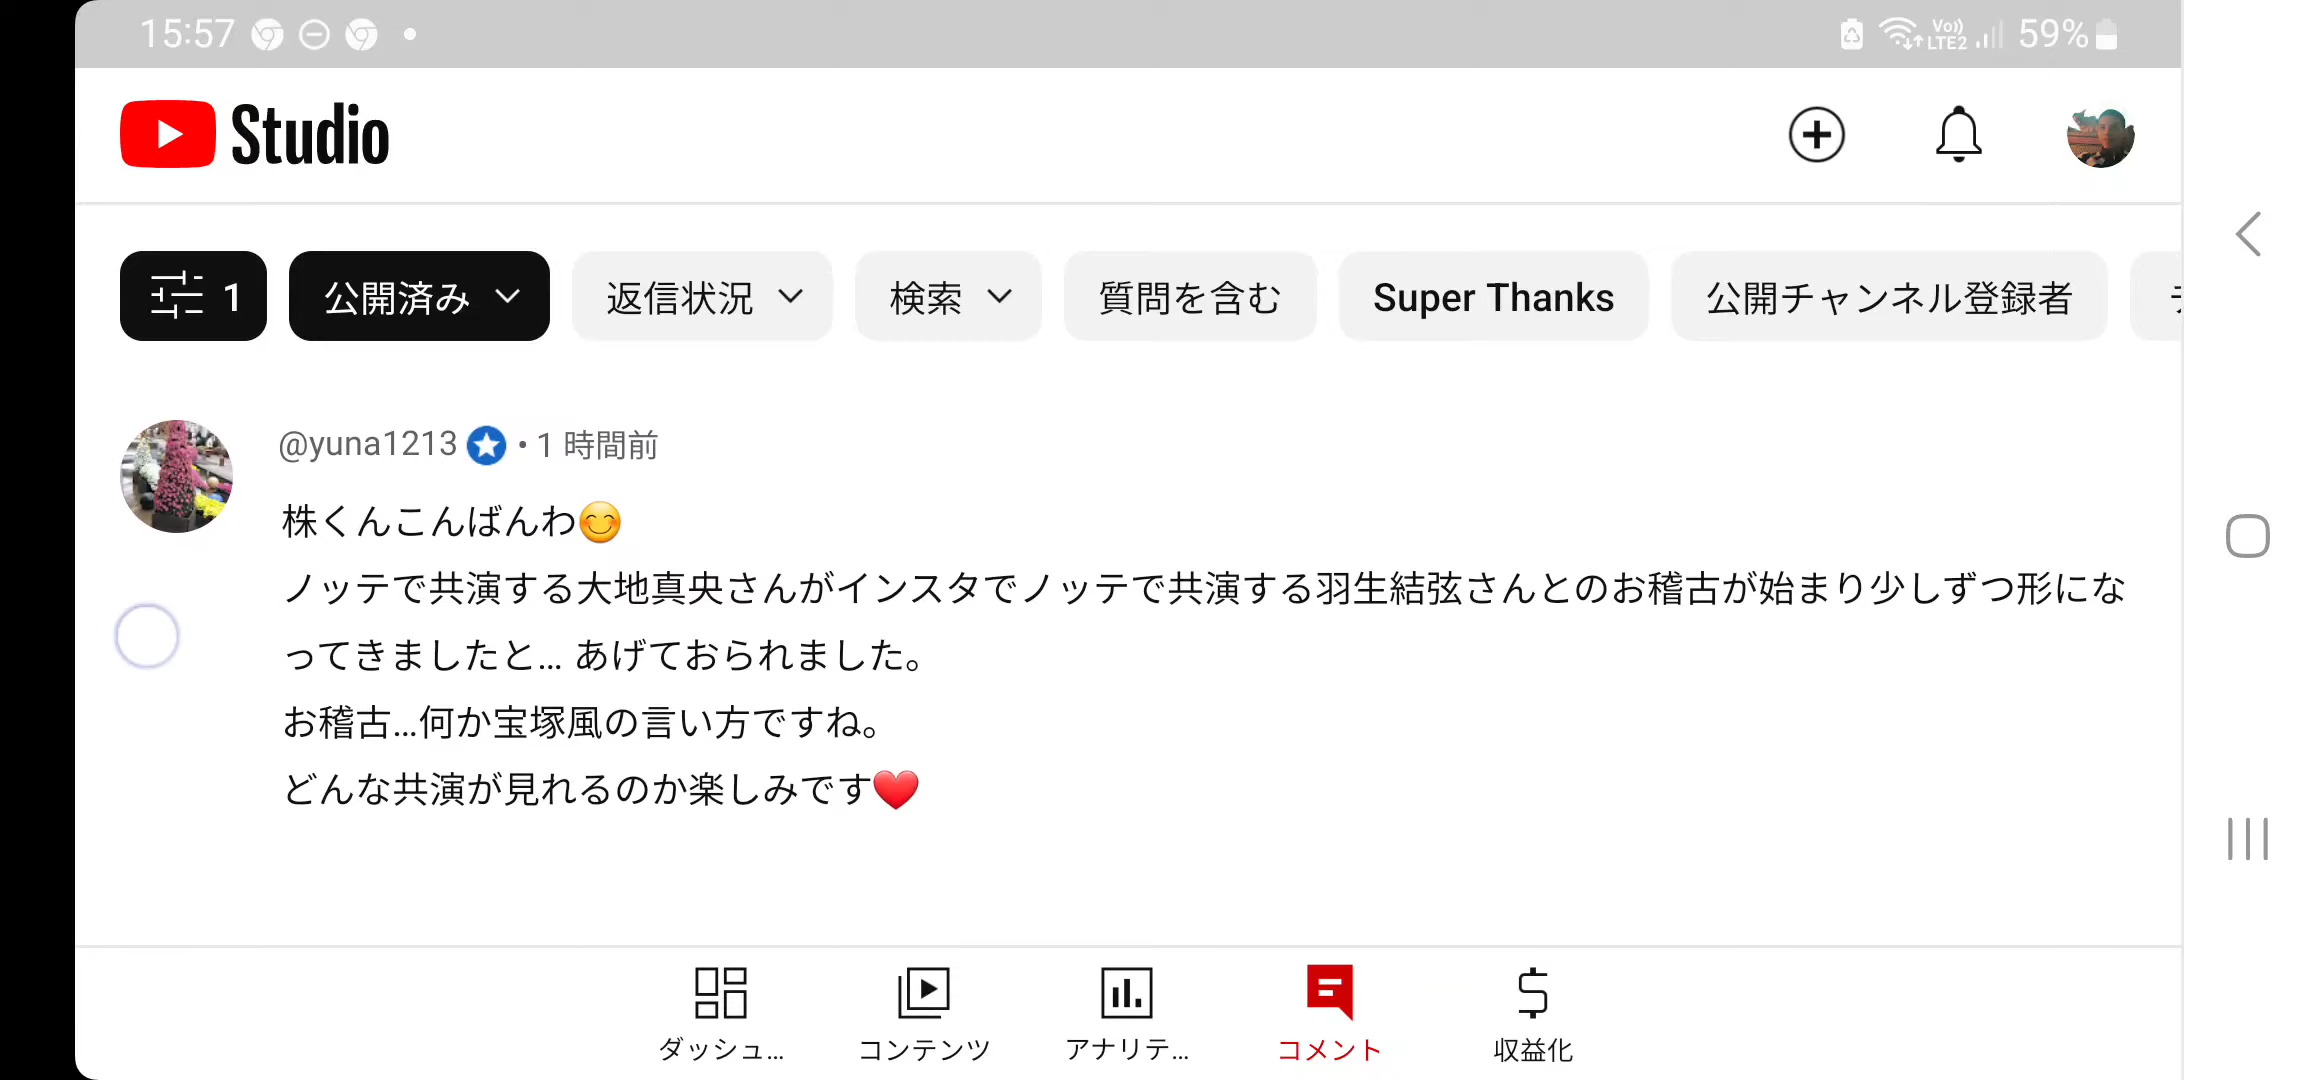 15:57
Vo)) LTE2 59%
Studio
1 公開済み 返信状況 検索 質問を含む Super Thanks 公開チャンネル登録者
@yuna1213 • 1 時間前
株くんこんばんわ😊
ノッテで共演する大地真央さんがインスタでノッテで共演する羽生結弦さんとのお稽古が始まり少しずつ形にな
ってきましたと... あげておられました。
お稽古...何か宝塚風の言い方ですね。
どんな共演が見れるのか楽しみです❤️
ダッシュ... コンテンツ アナリテ... コメント 収益化